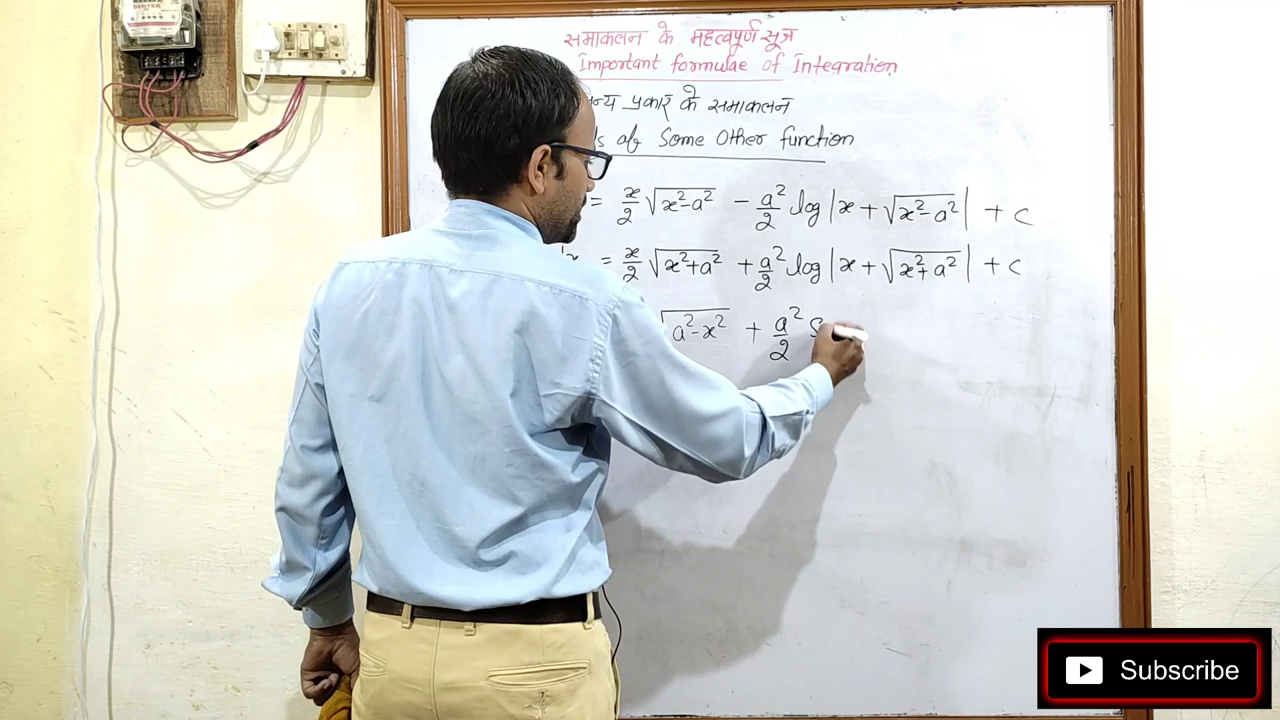 समाकलन के महत्वपूर्ण सूत्र
Important formulae of Integration
प्रकार के समाकलन
of Some Other function
= x/2 √(x²-a²) - a²/2 log|x + √(x²-a²)| + c
= x/2 √(x²+a²) + a²/2 log|x + √(x²+a²)| + c
√(a²-x²) + a²/2 S
Subscribe